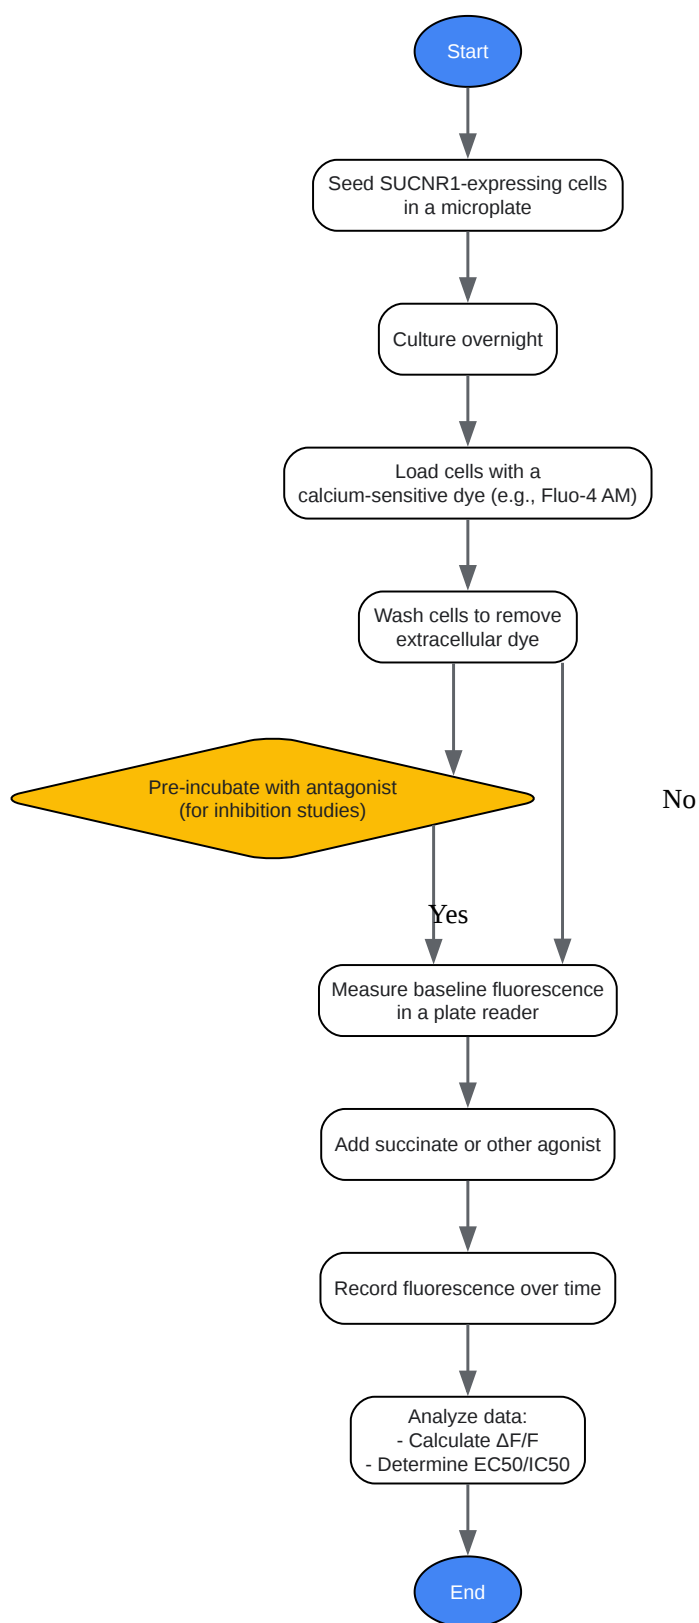 Start
Seed SUCNR1-expressing cells
in a microplate
Culture overnight
Load cells with a
calcium-sensitive dye (e.g., Fluo-4 AM)
Wash cells to remove
extracellular dye
Pre-incubate with antagonist
(for inhibition studies)
No
Yes
Measure baseline fluorescence
in a plate reader
Add succinate or other agonist
Record fluorescence over time
Analyze data:
- Calculate ΔF/F
- Determine EC50/IC50
End